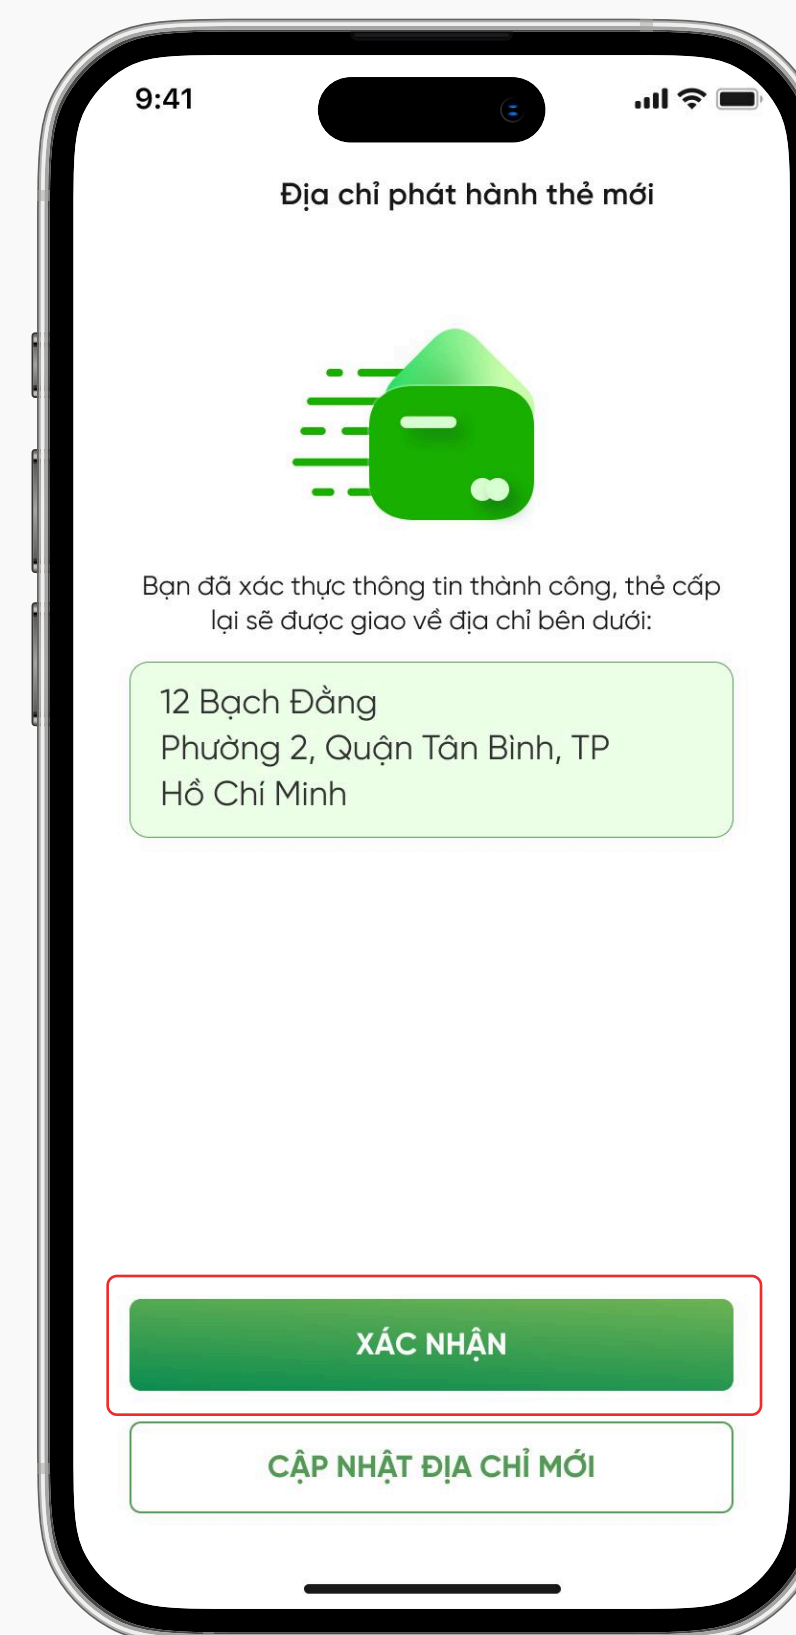 9:41
Địa chỉ phát hành thẻ mới
Bạn đã xác thực thông tin thành công, thẻ cấp
lại sẽ được giao về địa chỉ bên dưới:
12 Bạch Đằng
Phường 2, Quận Tân Bình, TP
Hồ Chí Minh
XÁC NHẬN
CẬP NHẬT ĐỊA CHỈ MỚI